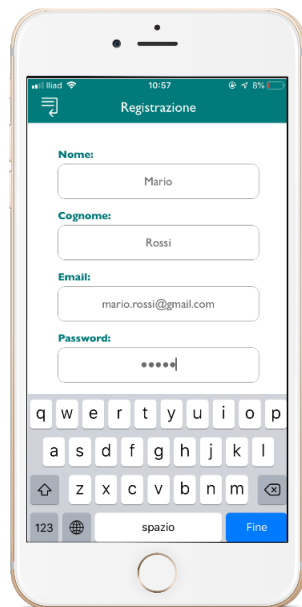 Iliad 10:57 8%
Registrazione
Nome:
Mario
Cognome:
Rossi
Email:
mario.rossi@gmail.com
Password:
•••••
q w e r t y u i o p
a s d f g h j k l
z x c v b n m
123 spazio Fine